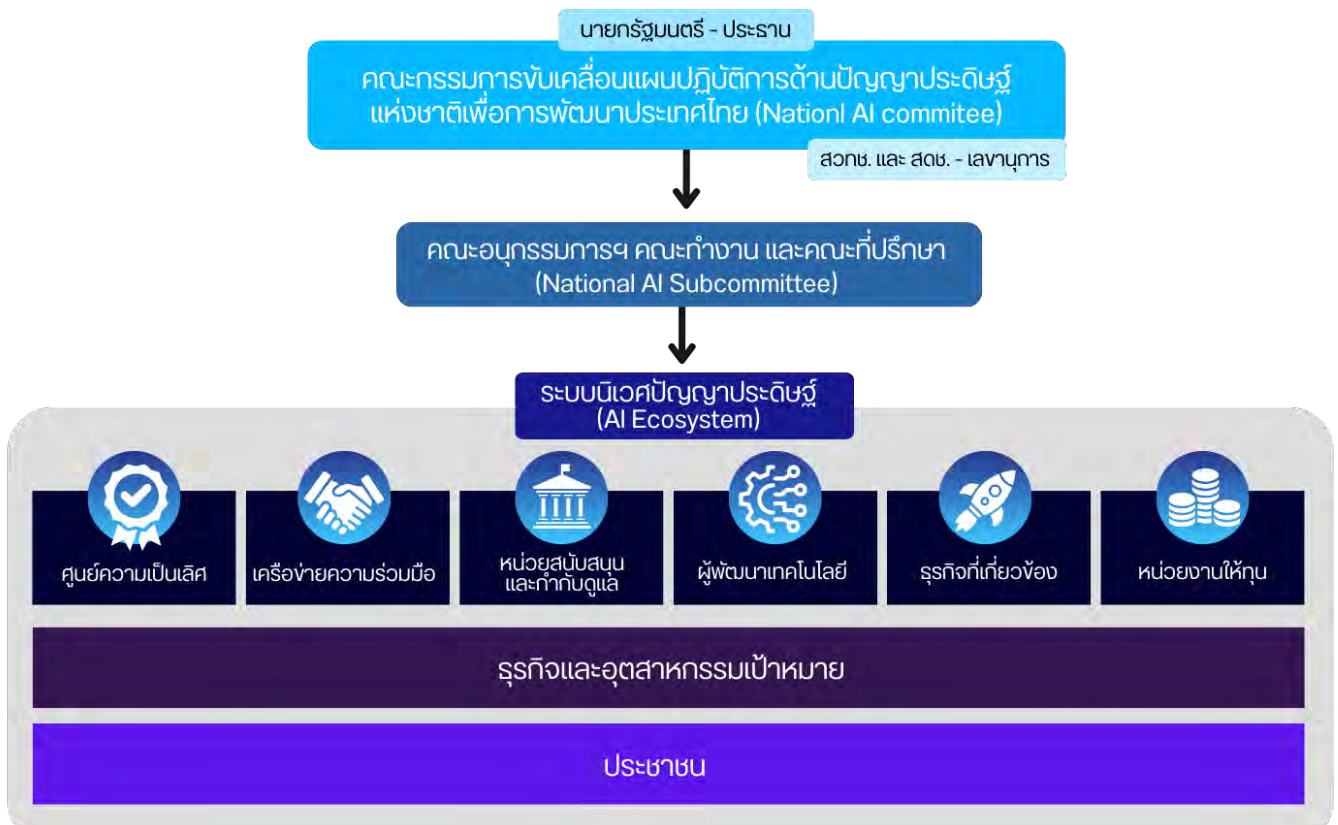 นายกรัฐมนตรี - ประธาน
คณะกรรมการขับเคลื่อนแผนปฏิบัติการด้านปัญญาประดิษฐ์
แห่งชาติเพื่อการพัฒนาประเทศไทย (Nationl AI commitee)
สวทช. และ สดช. - เลขานุการ
คณะอนุกรรมการฯ คณะทำงาน และคณะที่ปรึกษา
(National AI Subcommittee)
ระบบนิเวศปัญญาประดิษฐ์
(AI Ecosystem)
ศูนย์ความเป็นเลิศ
เครือข่ายความร่วมมือ
หน่วยสนับสนุน
และกำกับดูแล
ผู้พัฒนาเทคโนโลยี
ธุรกิจที่เกี่ยวข้อง
หน่วยงานให้ทุน
ธุรกิจและอุตสาหกรรมเป้าหมาย
ประชาชน